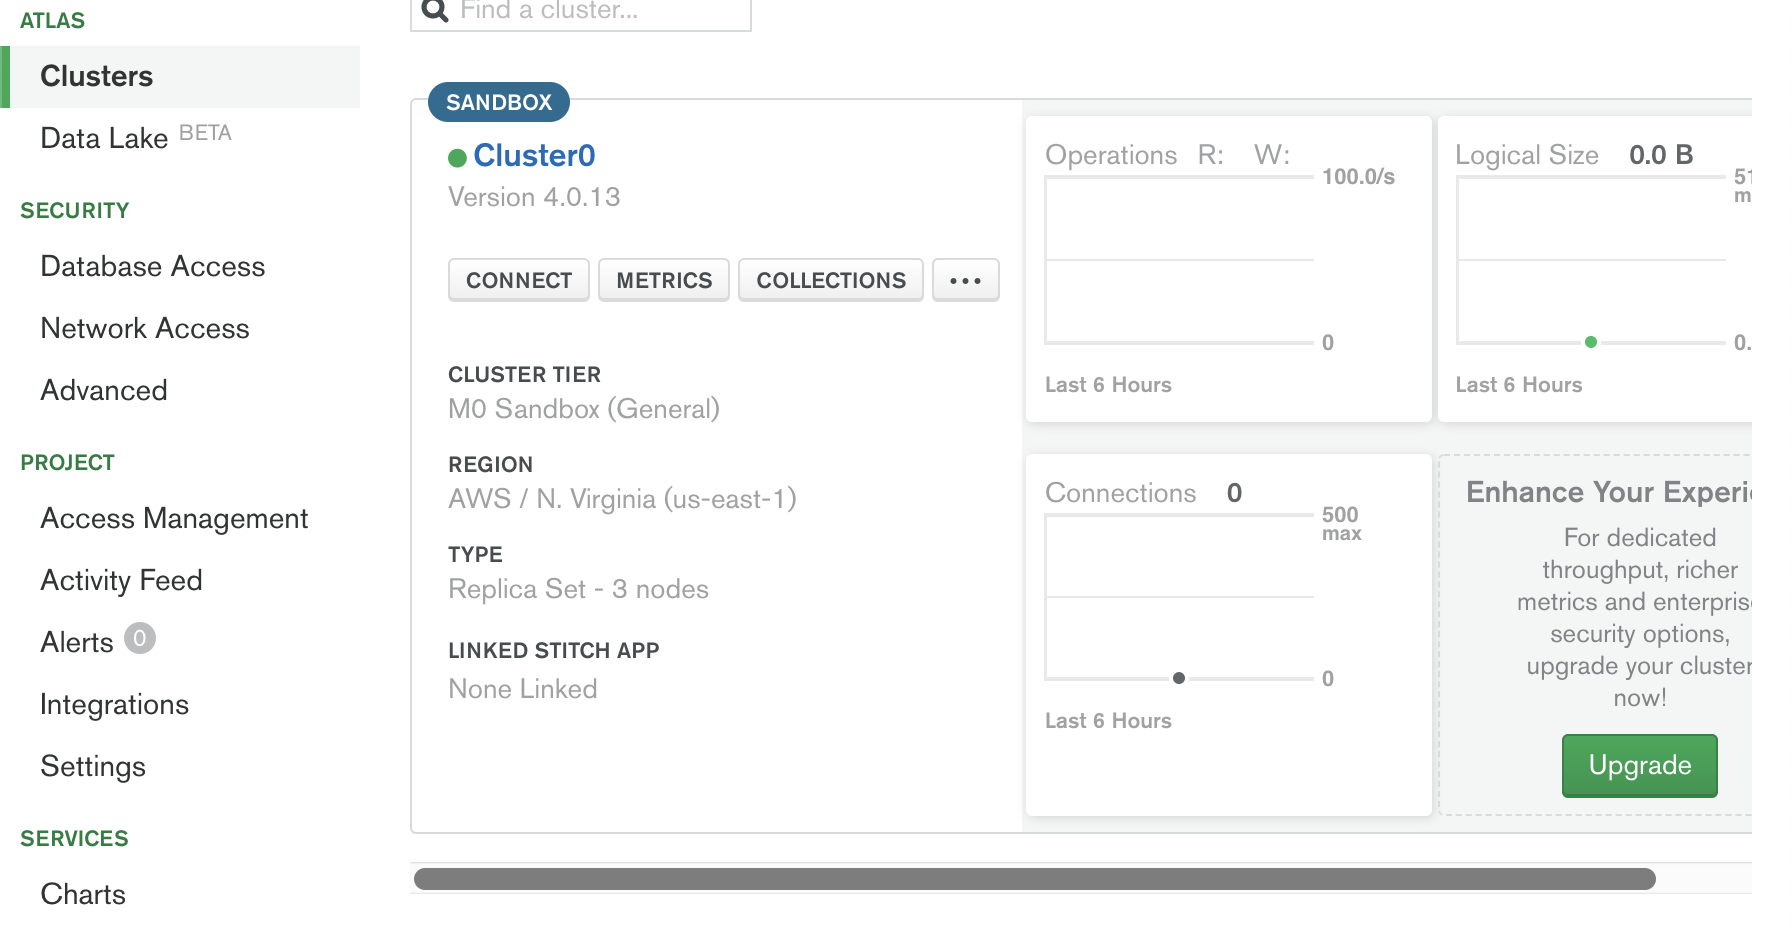 ATLAS
Clusters
Data Lake BETA
SECURITY
Database Access
Network Access
Advanced
PROJECT
Access Management
Activity Feed
Alerts 0
Integrations
Settings
SERVICES
Charts
Find a cluster...
SANDBOX
Cluster0
Version 4.0.13
CONNECT METRICS COLLECTIONS ...
CLUSTER TIER
M0 Sandbox (General)
REGION
AWS / N. Virginia (us-east-1)
TYPE
Replica Set - 3 nodes
LINKED STITCH APP
None Linked
Operations R: W:
100.0/s
0
Last 6 Hours
Logical Size 0.0 B
51
m
0.
Last 6 Hours
Connections 0
500
max
0
Last 6 Hours
Enhance Your Experi
For dedicated
throughput, richer
metrics and enterpris
security options,
upgrade your cluster
now!
Upgrade